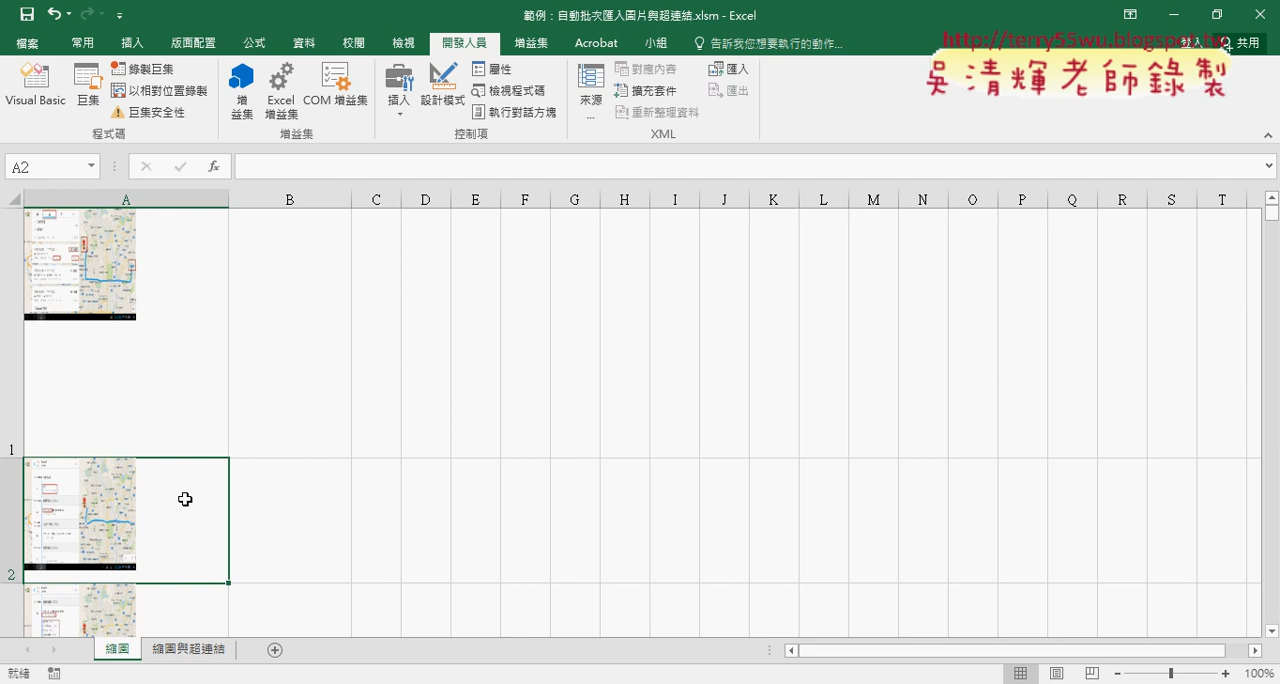 範例：自動批次匯入圖片與超連結.xlsm - Excel
檔案 常用 插入 版面配置 公式 資料 校閱 檢視 開發人員 增益集 Acrobat 小組 告訴我您想要執行的動作... 登入 共用
http://terry55wu.blogspot.tw
吳清輝老師錄製
Visual Basic
巨集
錄製巨集
以相對位置錄製
巨集安全性
程式碼
增
益集
Excel
增益集
COM 增益集
增益集
插入
設計模式
屬性
檢視程式碼
執行對話方塊
控制項
來源
...
對應內容
擴充套件
重新整理資料
匯入
匯出
XML
A2
fx
A B C D E F G H I J K L M N O P Q R S T
1
2
縮圖 縮圖與超連結
就緒
100%